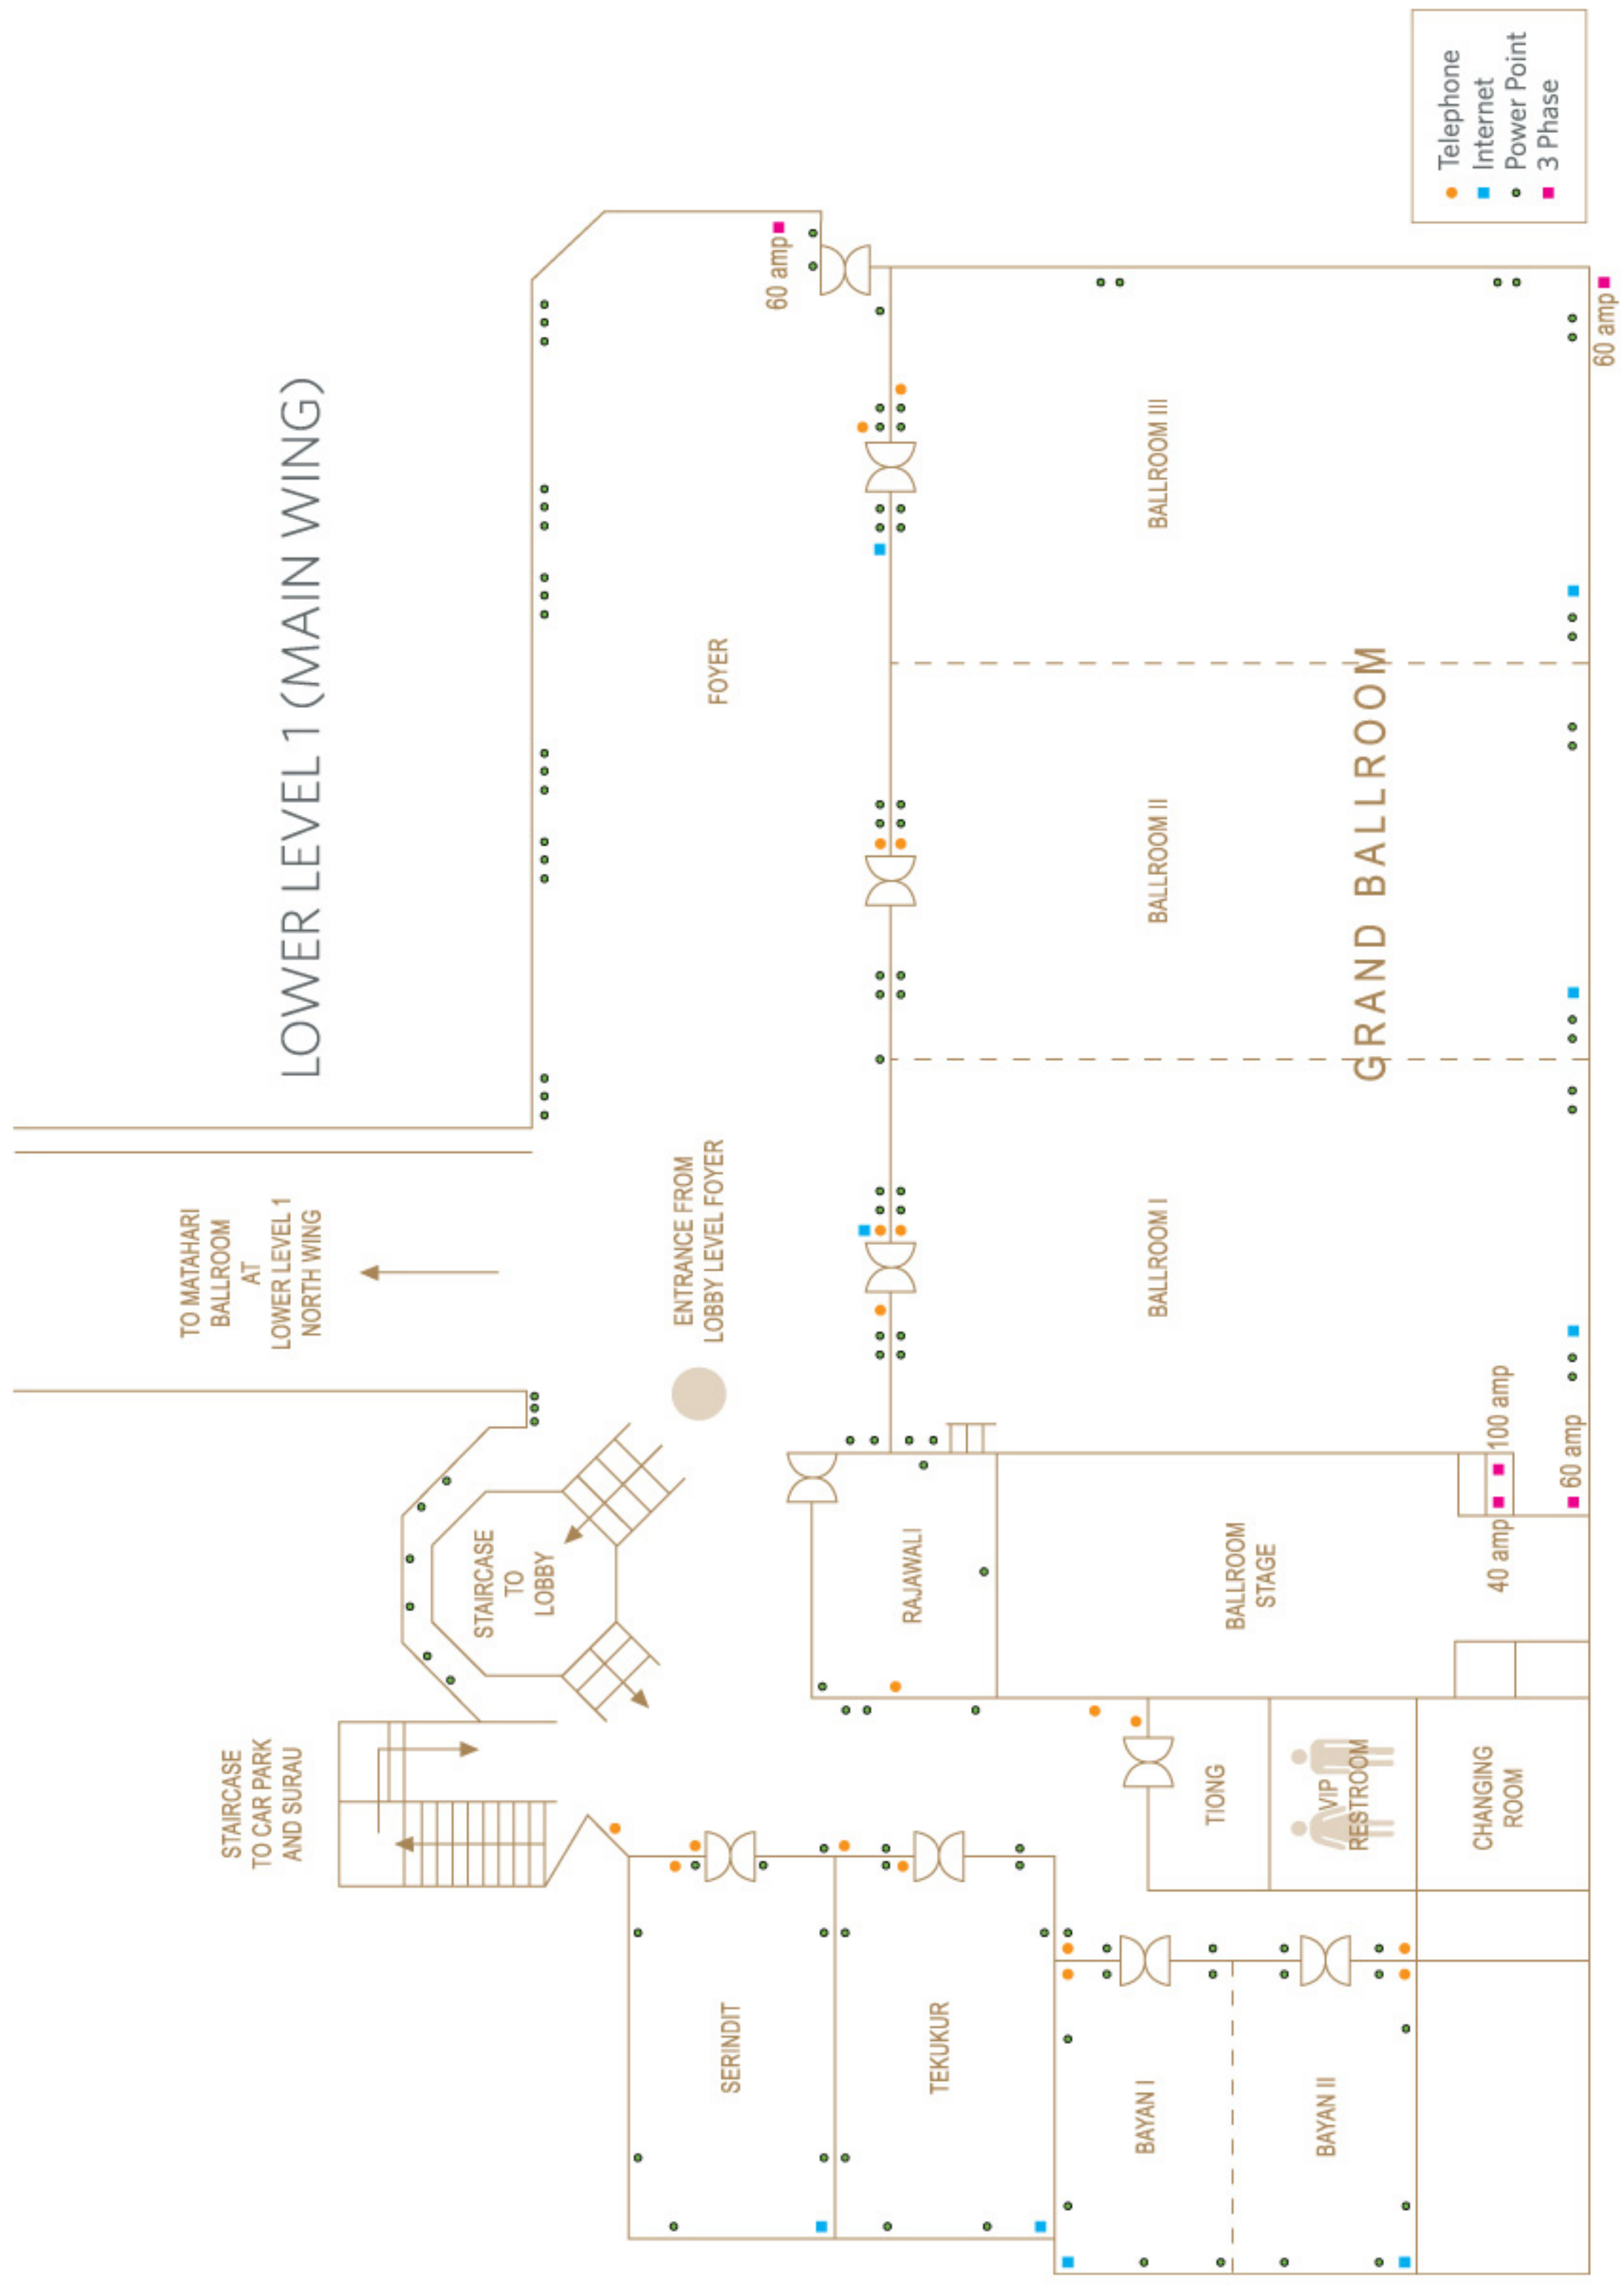 LOWER LEVEL 1 (MAIN WING)
STAIRCASE
TO CAR PARK
AND SURAU
TO MATAHARI
BALLROOM
AT
LOWER LEVEL 1
NORTH WING
STAIRCASE
TO
LOBBY
ENTRANCE FROM
LOBBY LEVEL FOYER
FOYER
60 amp
SERINDIT
TEKUKUR
RAJAWALI
BAYAN I
BAYAN II
TIONG
VIP
RESTROOM
CHANGING
ROOM
BALLROOM
STAGE
BALLROOM I
BALLROOM II
BALLROOM III
GRAND BALLROOM
40 amp
100 amp
60 amp
60 amp
Telephone
Internet
Power Point
3 Phase